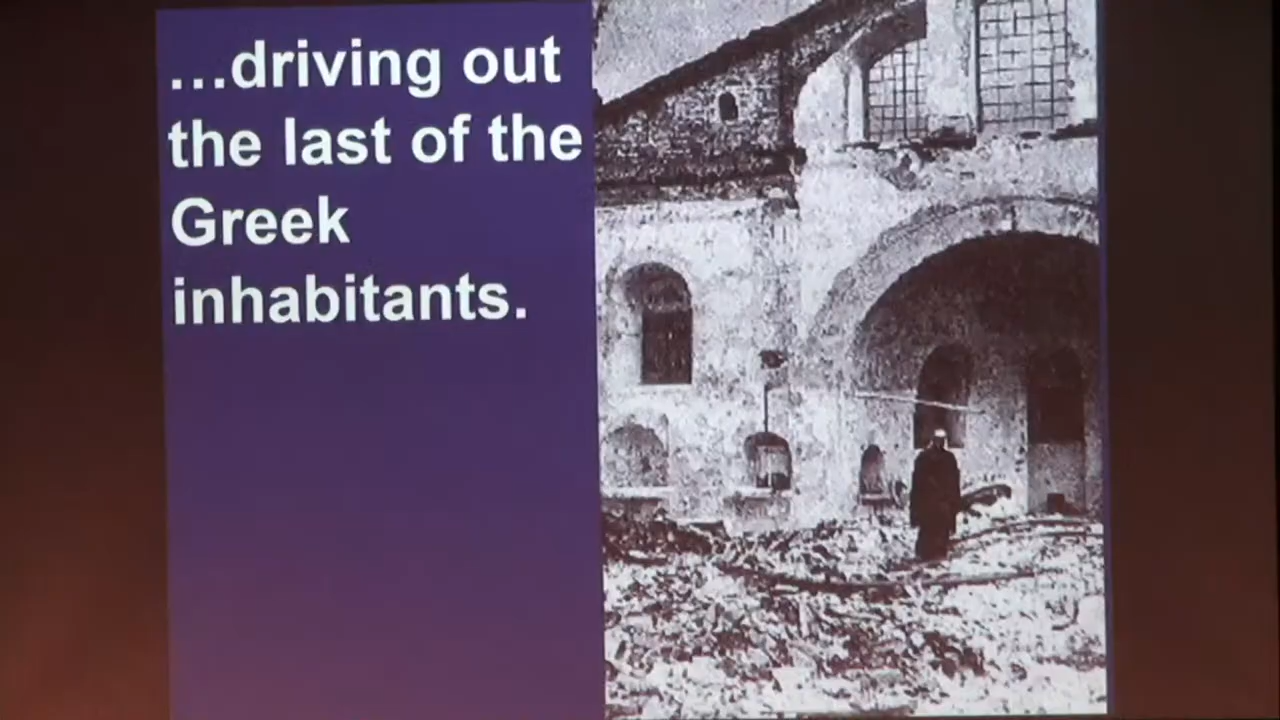 ...driving out
the last of the
Greek
inhabitants.